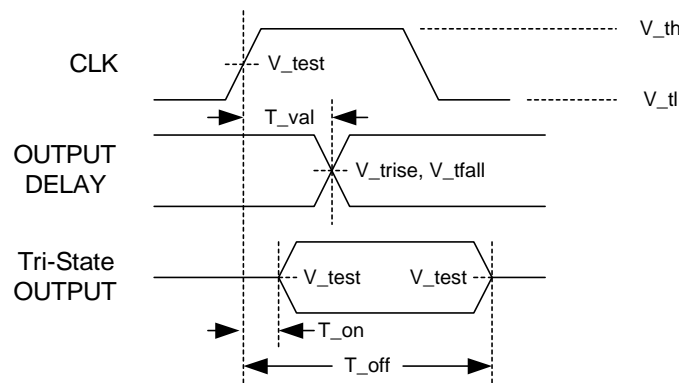 V_th
CLK
V_test
V_tl
T_val
OUTPUT
DELAY
V_trise, V_tfall
Tri-State
OUTPUT
V_test
V_test
T_on
T_off